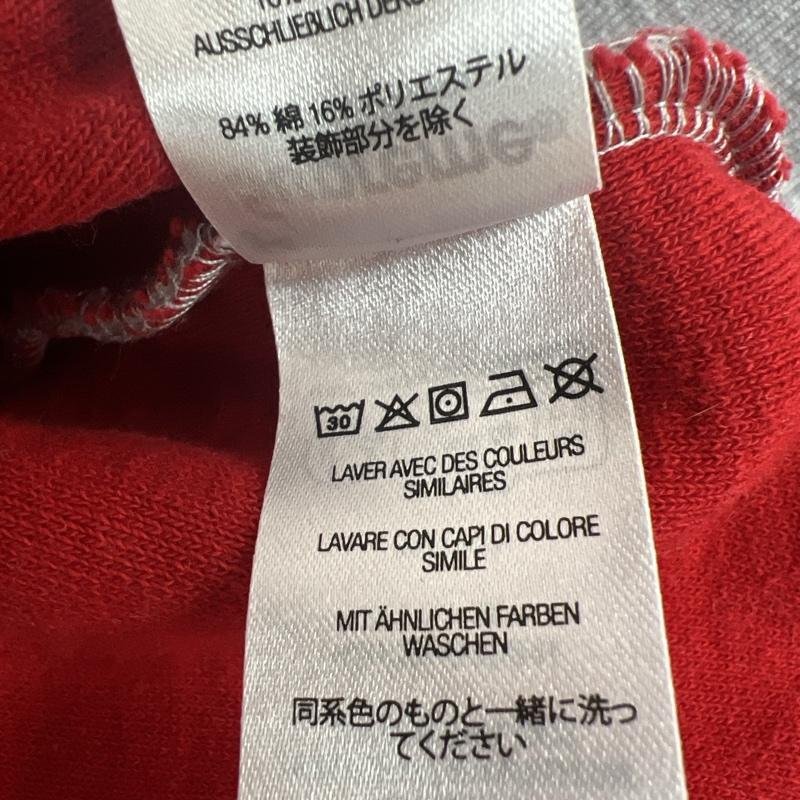 AUSSCHLIEßLICH
84% 綿 16% ポリエステル
装飾部分を除く
30
LAVER AVEC DES COULEURS
SIMILAIRES
LAVARE CON CAPI DI COLORE
SIMILE
MIT ÄHNLICHEN FARBEN
WASCHEN
同系色のものと一緒に洗っ
てください